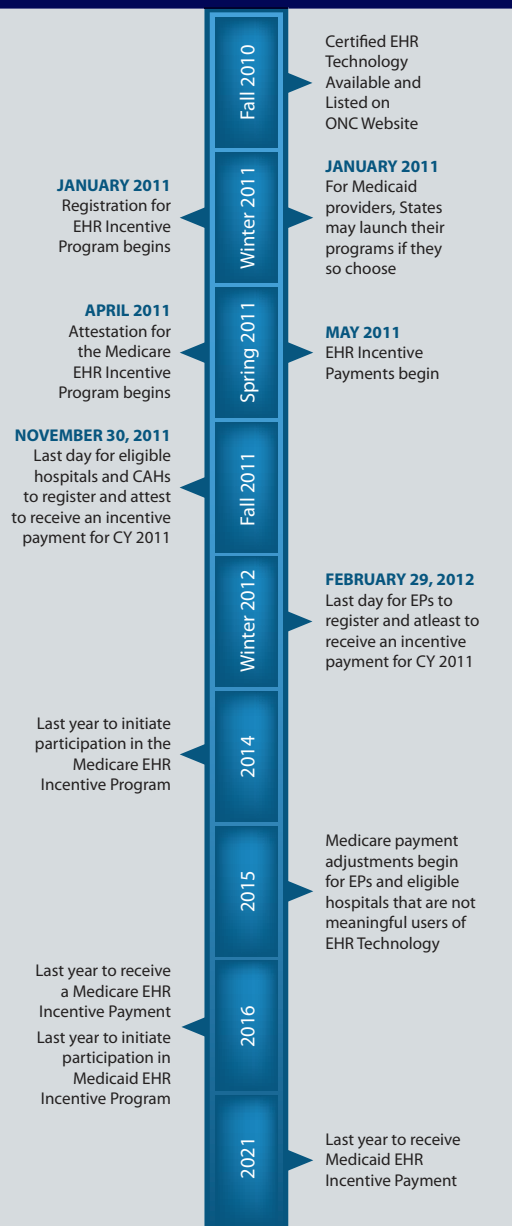 Fall 2010
Certified EHR
Technology
Available and
Listed on
ONC Website
JANUARY 2011
Registration for
EHR Incentive
Program begins
Winter 2011
JANUARY 2011
For Medicaid
providers, States
may launch their
programs if they
so choose
APRIL 2011
Attestation for
the Medicare
EHR Incentive
Program begins
Spring 2011
MAY 2011
EHR Incentive
Payments begin
NOVEMBER 30, 2011
Last day for eligible
hospitals and CAHs
to register and attest
to receive an incentive
payment for CY 2011
Fall 2011
Winter 2012
FEBRUARY 29, 2012
Last day for EPs to
register and atleast to
receive an incentive
payment for CY 2011
Last year to initiate
participation in the
Medicare EHR
Incentive Program
2014
2015
Medicare payment
adjustments begin
for EPs and eligible
hospitals that are not
meaningful users of
EHR Technology
Last year to receive
a Medicare EHR
Incentive Payment
Last year to initiate
participation in
Medicaid EHR
Incentive Program
2016
2021
Last year to receive
Medicaid EHR
Incentive Payment